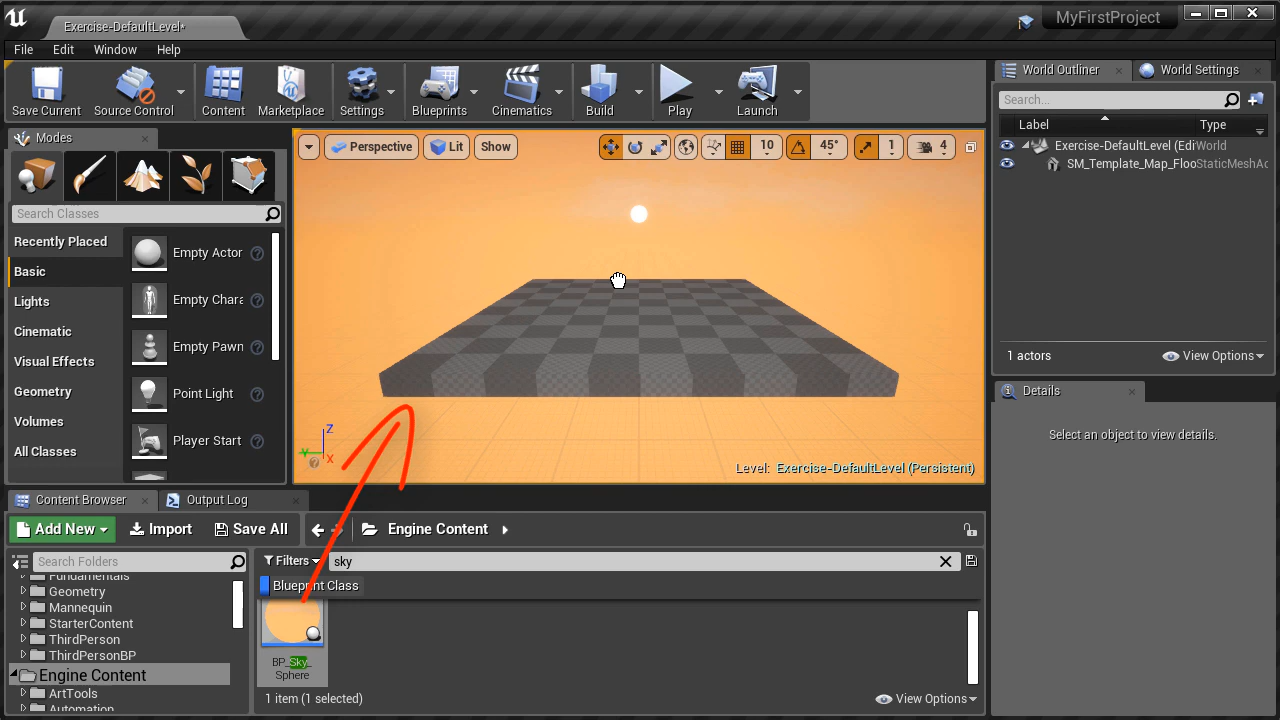 Exercise-DefaultLevel*
MyFirstProject
File Edit Window Help
Save Current
Source Control
Content
Marketplace
Settings
Blueprints
Cinematics
Build
Play
Launch
World Outliner
World Settings
Search...
Label
Type
Exercise-DefaultLevel (Edi
World
SM_Template_Map_Floo
StaticMeshAc
1 actors
View Options
Details
Select an object to view details.
Modes
Search Classes
Recently Placed
Basic
Lights
Cinematic
Visual Effects
Geometry
Volumes
All Classes
Empty Actor
Empty Chara
Empty Pawn
Point Light
Player Start
Perspective
Lit
Show
10
45°
1
4
Z
Y
X
Level: Exercise-DefaultLevel (Persistent)
Content Browser
Output Log
Add New
Import
Save All
Engine Content
Search Folders
Fundamentals
Geometry
Mannequin
StarterContent
ThirdPerson
ThirdPersonBP
Engine Content
ArtTools
Automation
Filters
sky
Blueprint Class
BP_Sky_
Sphere
1 item (1 selected)
View Options